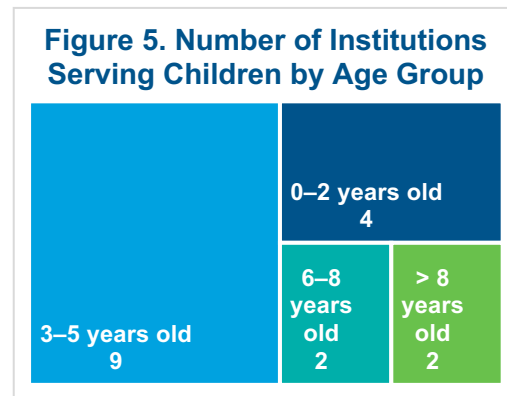 Figure 5. Number of Institutions
Serving Children by Age Group
3–5 years old
9
0–2 years old
4
6–8
years
old
2
> 8
years
old
2